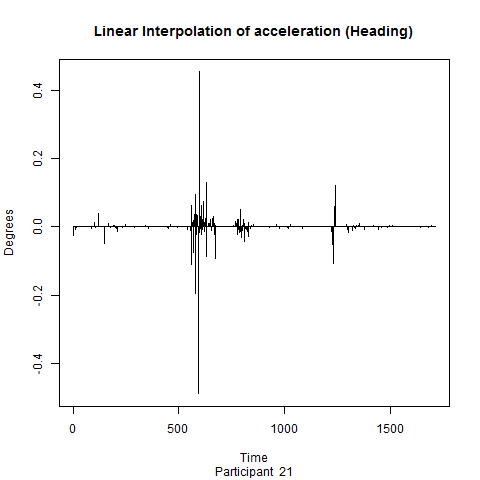 Linear Interpolation of acceleration (Heading)
Degrees
0.4
0.2
0.0
-0.2
-0.4
0 500 1000 1500
Time
Participant 21